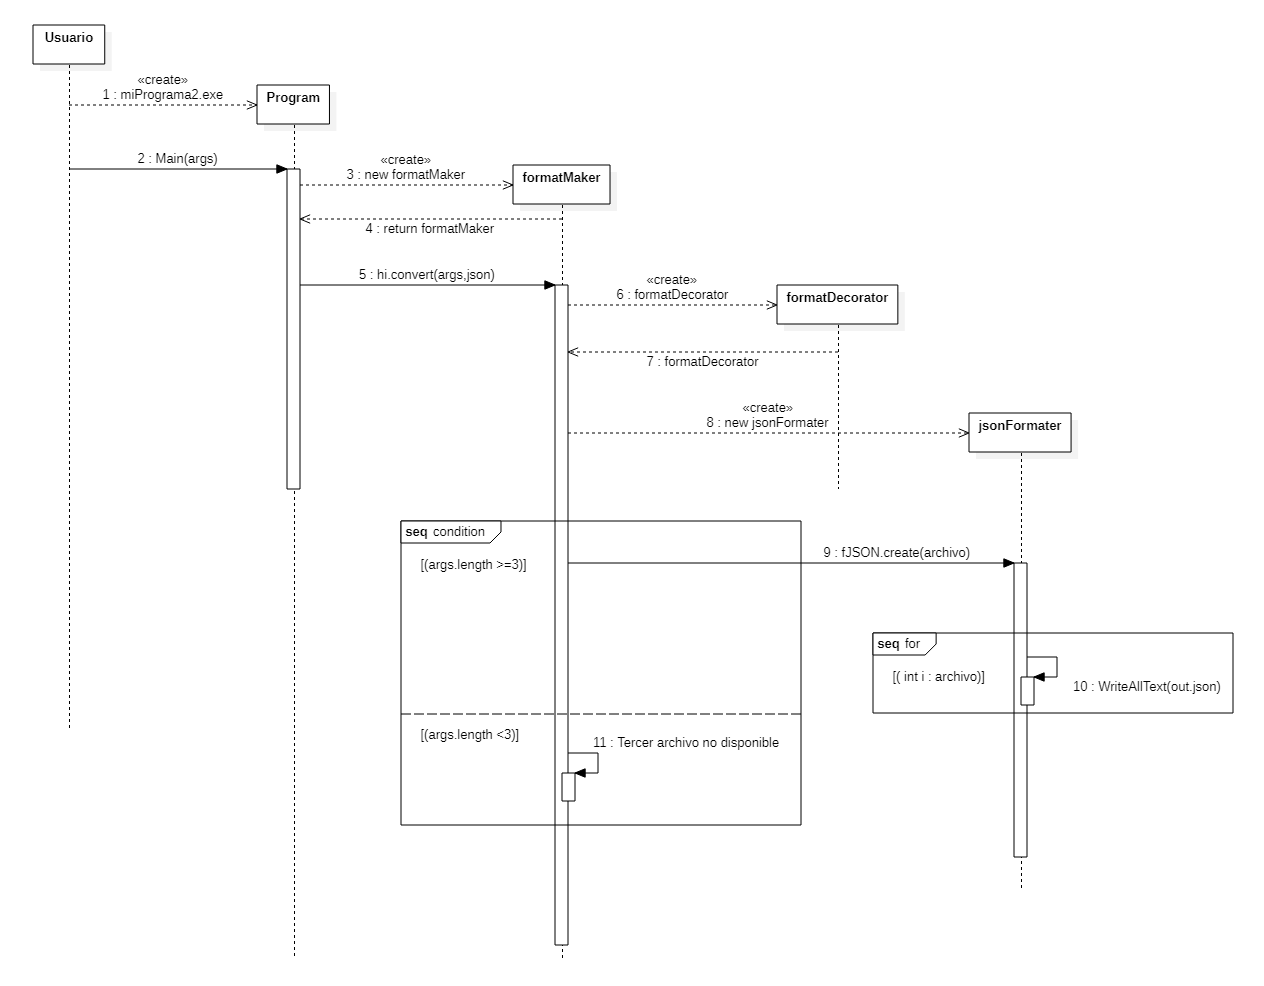 Usuario
«create»
1 : miPrograma2.exe
Program
2 : Main(args)
«create»
3 : new formatMaker
formatMaker
4 : return formatMaker
5 : hi.convert(args,json)
«create»
6 : formatDecorator
formatDecorator
7 : formatDecorator
«create»
8 : new jsonFormater
jsonFormater
seq condition
[(args.length >=3)]
9 : fJSON.create(archivo)
seq for
[( int i : archivo)]
10 : WriteAllText(out.json)
[(args.length <3)]
11 : Tercer archivo no disponible